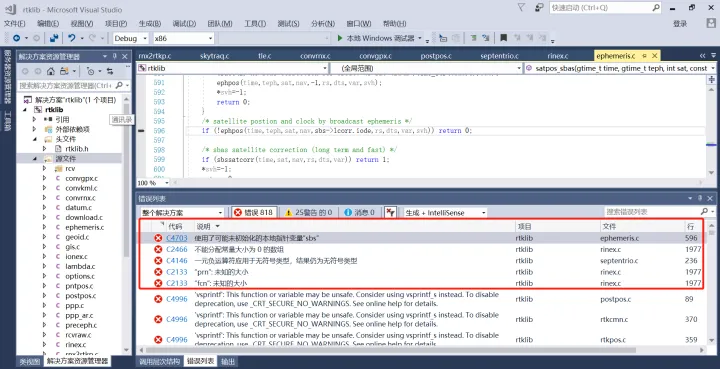 rtklib - Microsoft Visual Studio
快速启动 (Ctrl+Q)
文件(F) 编辑(E) 视图(V) 项目(P) 生成(B) 调试(D) 团队(M) 工具(T) 测试(S) 分析(N) 窗口(W) 帮助(H)
登录
Debug x86 本地 Windows 调试器
服务器资源管理器
工具箱
解决方案资源管理器
搜索解决方案资源管理器(Ctrl+;)
解决方案"rtklib"(1 个项目)
rtklib
引用
通讯录
外部依赖项
头文件
rtklib.h
源文件
rcv
convgpx.c
convkml.c
convrnx.c
datum.c
download.c
ephemeris.c
geoid.c
gis.c
ionex.c
lambda.c
options.c
pntpos.c
postpos.c
ppp.c
ppp_ar.c
preceph.c
rcvraw.c
rinex.c
类视图 解决方案资源管理器
rnx2rtkp.c skytraq.c tle.c convrnx.c convgpx.c postpos.c septentrio.c rinex.c ephemeris.c
rtklib (全局范围) satpos_sbas(gtime_t time, gtime_t teph, int sat, const
591 ephpos(time,teph,sat,nav,-1,rs,dts,var,svh);
592 *svh=-1;
593 return 0;
594 }
595 /* satellite postion and clock by broadcast ephemeris */
596 if (!ephpos(time,teph,sat,nav,sbs->lcorr.iode,rs,dts,var,svh)) return 0;
597
598 /* sbas satellite correction (long term and fast) */
599 if (sbssatcorr(time,sat,nav,rs,dts,var)) return 1;
600 *svh=-1;
100 %
错误列表
整个解决方案 错误 818 25警告 的 0 消息 0 生成 + IntelliSense 搜索错误列表
代码 说明 项目 文件 行
C4703 使用了可能未初始化的本地指针变量"sbs" rtklib ephemeris.c 596
C2466 不能分配常量大小为 0 的数组 rtklib rinex.c 1977
C4146 一元负运算符应用于无符号类型，结果仍为无符号类型 rtklib septentrio.c 236
C2133 "prn": 未知的大小 rtklib rinex.c 1977
C2133 "fcn": 未知的大小 rtklib rinex.c 1977
C4996 'vsprintf': This function or variable may be unsafe. Consider using vsprintf_s instead. To disable deprecation, use _CRT_SECURE_NO_WARNINGS. See online help for details. rtklib postpos.c 89
C4996 'vsprintf': This function or variable may be unsafe. Consider using vsprintf_s instead. To disable deprecation, use _CRT_SECURE_NO_WARNINGS. See online help for details. rtklib rtkcmn.c 370
C4996 'vsprintf': This function or variable may be unsafe. Consider using vsprintf_s instead. To disable deprecation, use _CRT_SECURE_NO_WARNINGS. See online help for details. rtklib rtkpos.c 359
调用层次结构 错误列表 输出